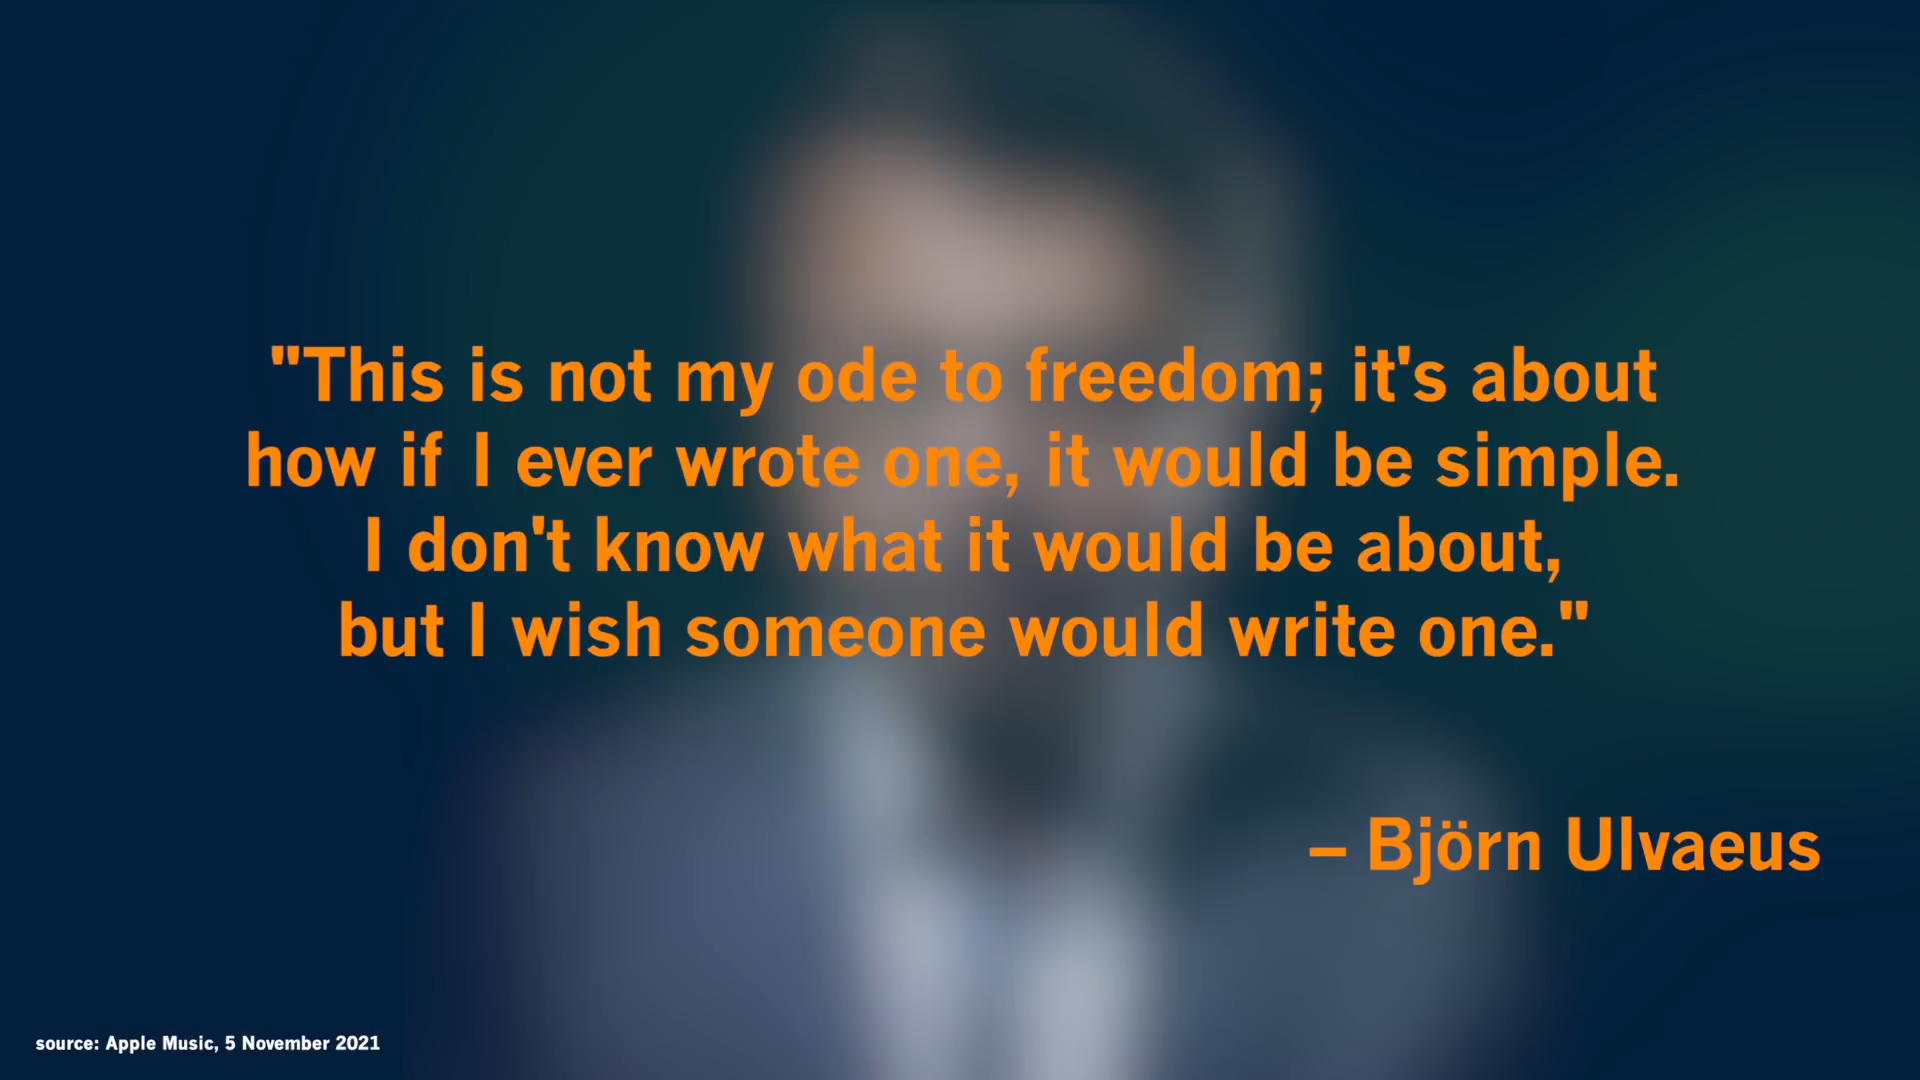 "This is not my ode to freedom; it's about
how if I ever wrote one, it would be simple.
I don't know what it would be about,
but I wish someone would write one."
– Björn Ulvaeus
source: Apple Music, 5 November 2021